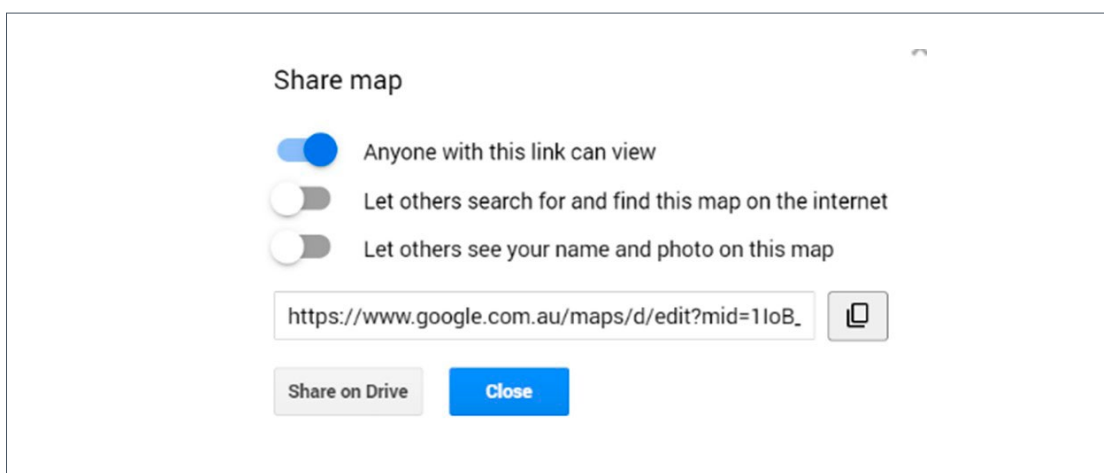 Share map
Anyone with this link can view
Let others search for and find this map on the internet
Let others see your name and photo on this map
https://www.google.com.au/maps/d/edit?mid=1IoB_
Share on Drive
Close